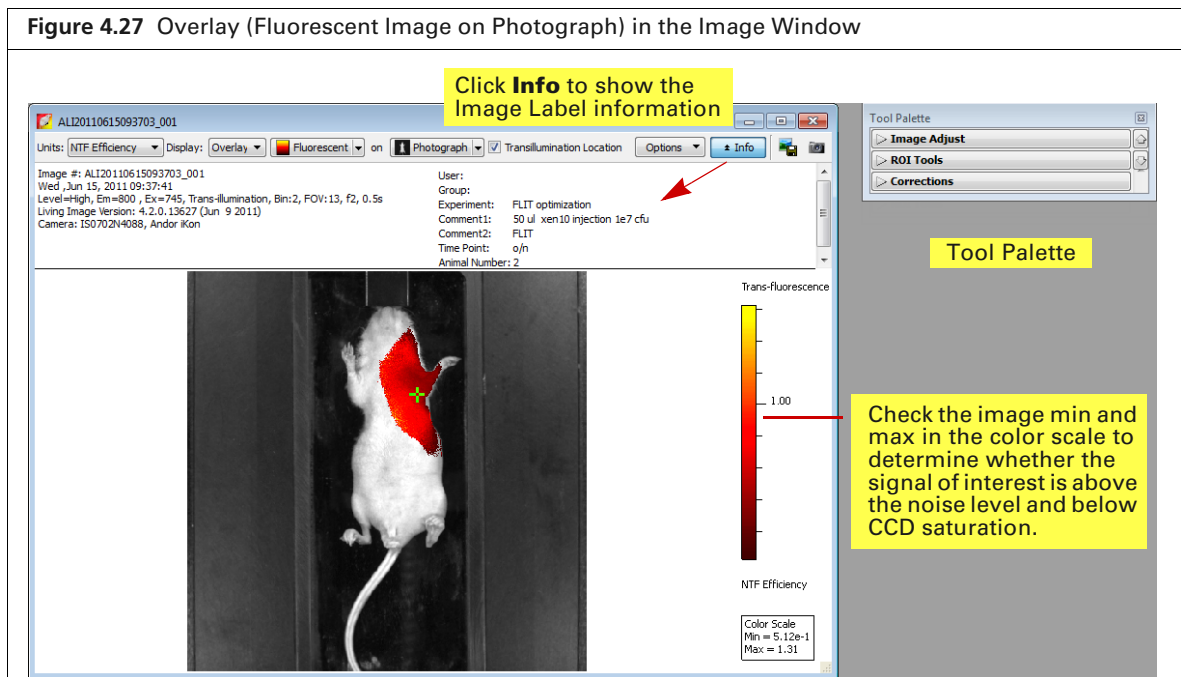 Figure 4.27 Overlay (Fluorescent Image on Photograph) in the Image Window
Click Info to show the
Image Label information
ALI20110615093703_001
Units: NTF Efficiency Display: Overlay Fluorescent on Photograph Transillumination Location Options Info
Image #: ALI20110615093703_001
Wed ,Jun 15, 2011 09:37:41
Level=High, Em=800 , Ex=745, Trans-illumination, Bin:2, FOV:13, f2, 0.5s
Living Image Version: 4.2.0.13627 (Jun 9 2011)
Camera: IS0702N4088, Andor iKon
User:
Group:
Experiment: FLIT optimization
Comment1: 50 ul xen10 injection 1e7 cfu
Comment2: FLIT
Time Point: o/n
Animal Number: 2
Tool Palette
Image Adjust
ROI Tools
Corrections
Tool Palette
Trans-fluorescence
1.00
NTF Efficiency
Color Scale
Min = 5.12e-1
Max = 1.31
Check the image min and
max in the color scale to
determine whether the
signal of interest is above
the noise level and below
CCD saturation.